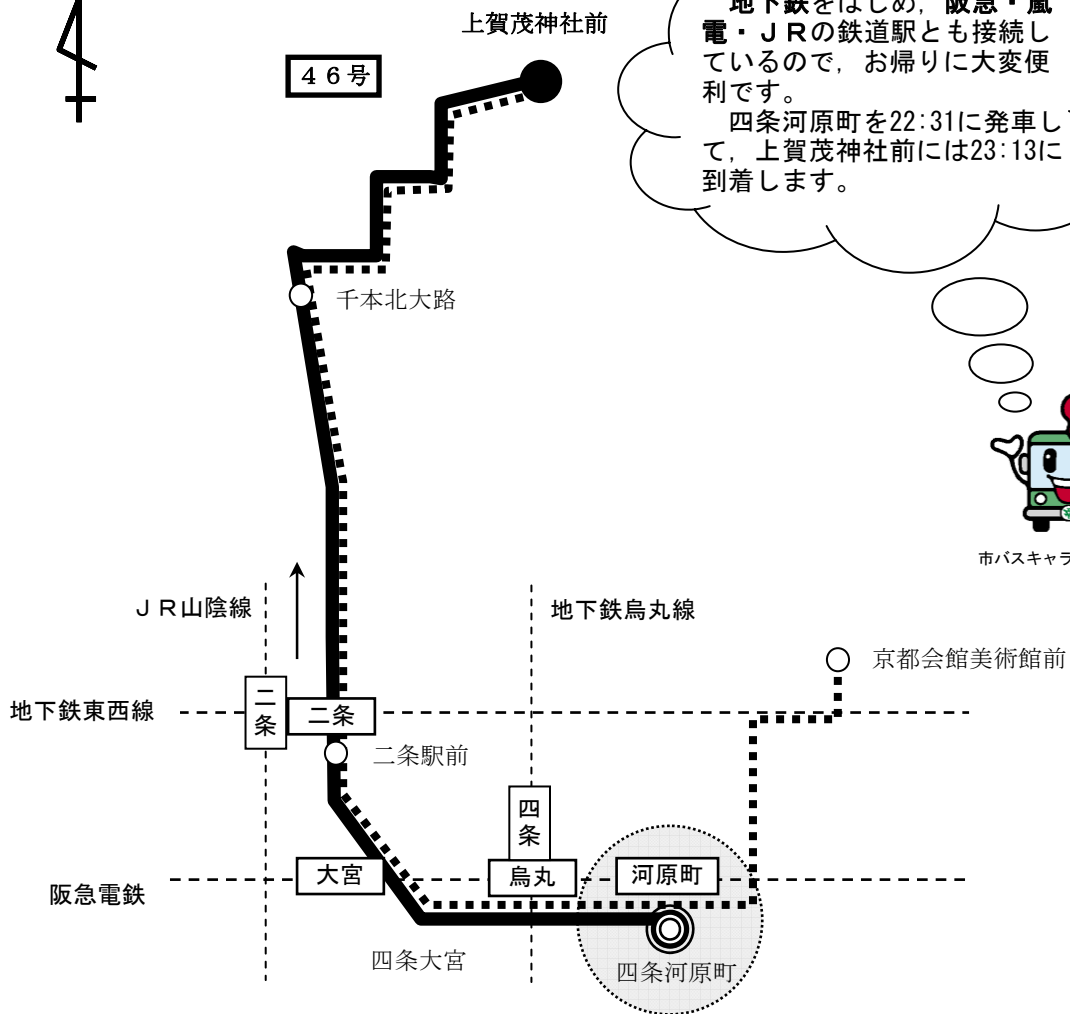 上賀茂神社前
４６号
地下鉄をはじめ，阪急・嵐
電・ＪＲの鉄道駅とも接続し
ているので，お帰りに大変便
利です。
四条河原町を22:31に発車し
て，上賀茂神社前には23:13に
到着します。
千本北大路
市バスキャラ
ＪＲ山陰線
地下鉄烏丸線
京都会館美術館前
地下鉄東西線
二条
二条
二条駅前
四条
大宮
烏丸
河原町
阪急電鉄
四条大宮
四条河原町